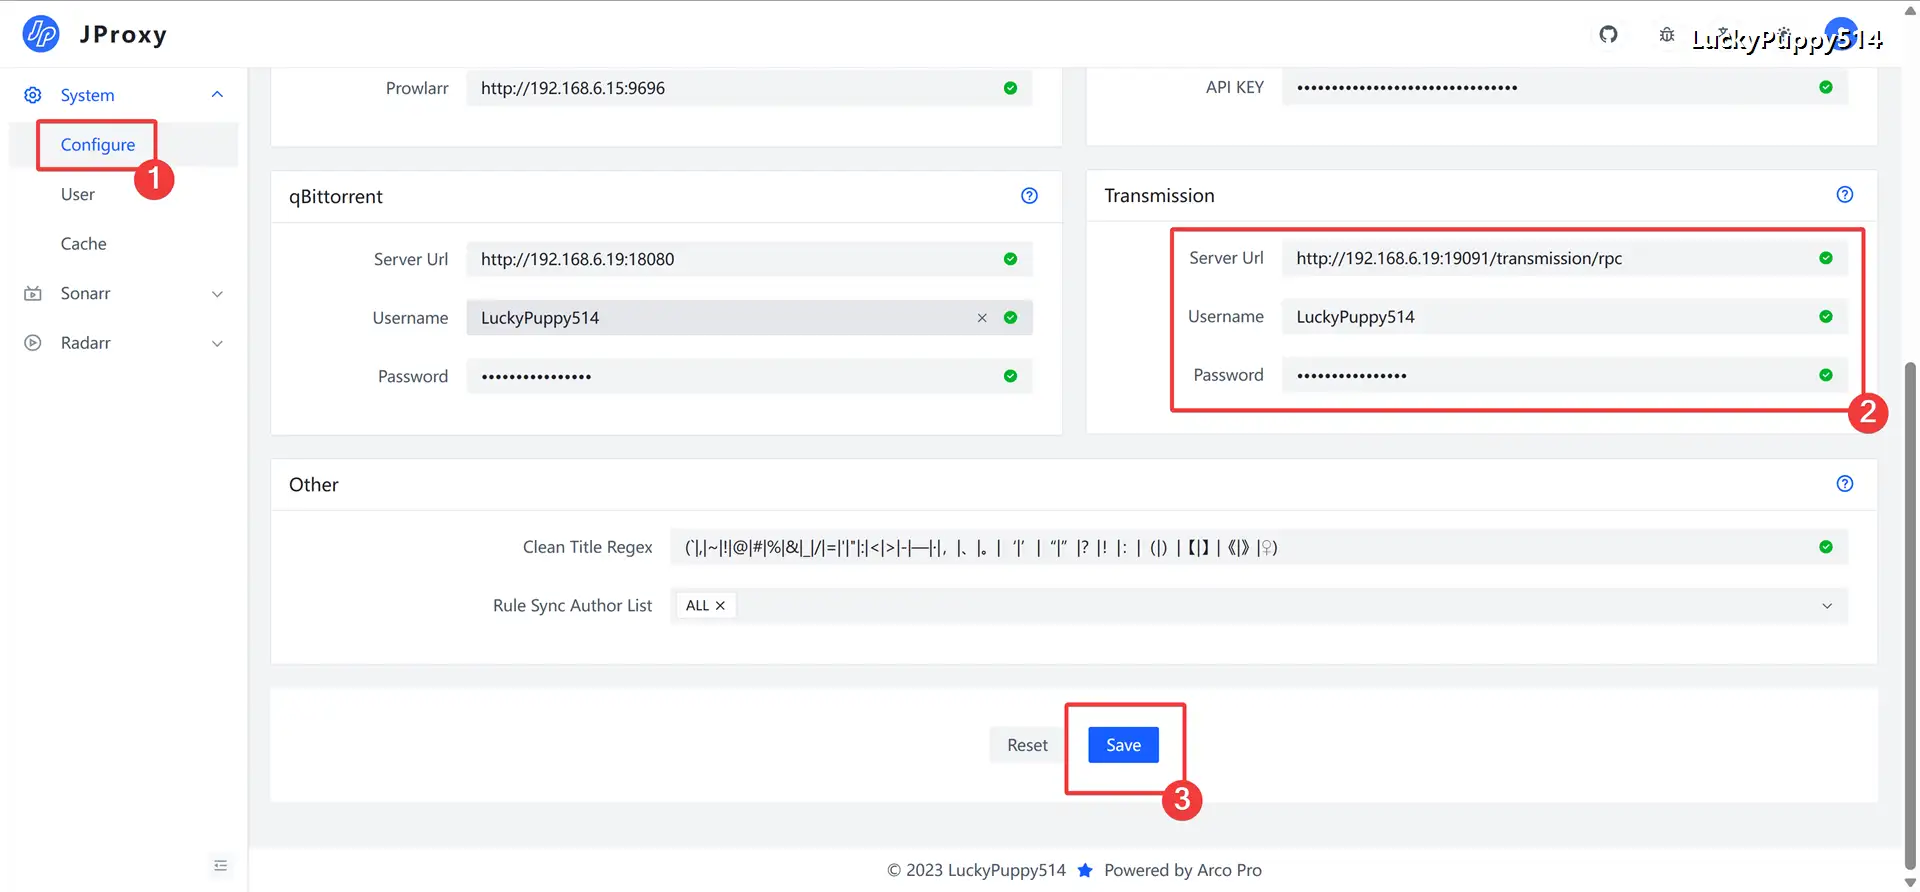 JProxy
LuckyPuppy514
System
Configure
1
User
Cache
Sonarr
Radarr
Prowlarr http://192.168.6.15:9696
API KEY ••••••••••••••••••••••••••••••••
qBittorrent
Server Url http://192.168.6.19:18080
Username LuckyPuppy514
Password ••••••••••••••••
Transmission
Server Url http://192.168.6.19:19091/transmission/rpc
Username LuckyPuppy514
Password ••••••••••••••••
2
Other
Clean Title Regex (`|,|~|!|@|#|%|&|_|/|=|'|"|:|<|>|-|—|·|，|、|。|‘|’|“|”|？|！|：|（|）|【|】|《|》|♀)
Rule Sync Author List ALL ×
Reset Save
3
© 2023 LuckyPuppy514 ★ Powered by Arco Pro